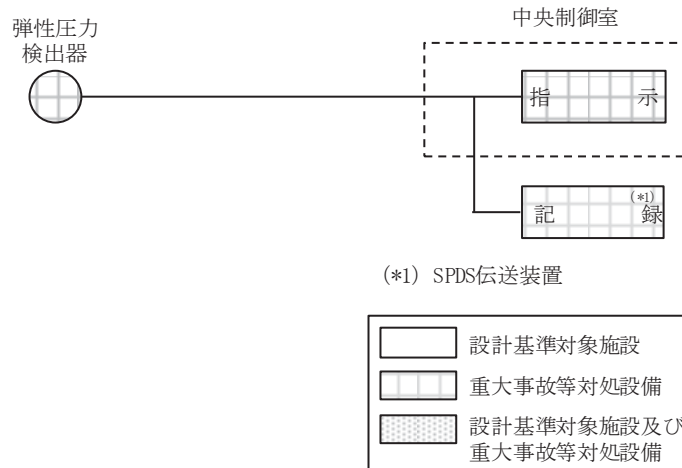 中央制御室
弾性圧力
検出器
指　示
(*1)
記　録
(*1) SPDS伝送装置
設計基準対象施設
重大事故等対処設備
設計基準対象施設及び
重大事故等対処設備